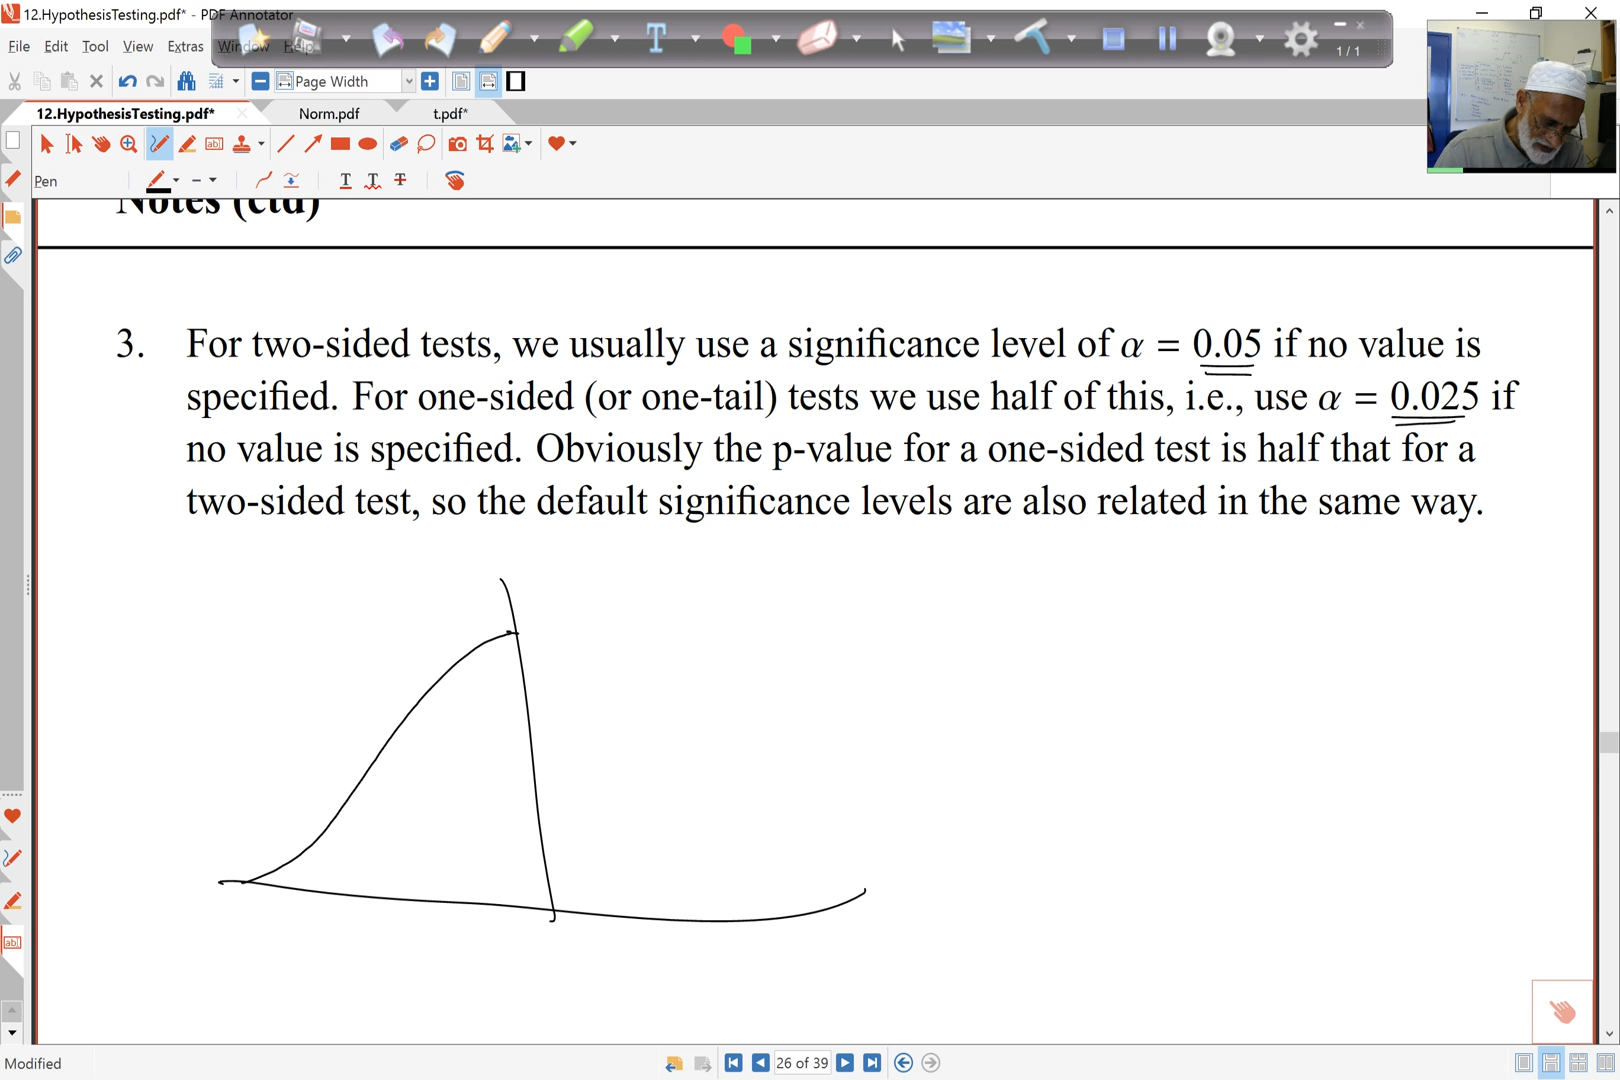 12.HypothesisTesting.pdf* - PDF Annotator
File Edit Tool View Extras Window Help
1 / 1
Page Width
12.HypothesisTesting.pdf* Norm.pdf t.pdf*
Pen
Notes (ctd)
3. For two-sided tests, we usually use a significance level of α = 0.05 if no value is
specified. For one-sided (or one-tail) tests we use half of this, i.e., use α = 0.025 if
no value is specified. Obviously the p-value for a one-sided test is half that for a
two-sided test, so the default significance levels are also related in the same way.
Modified
26 of 39